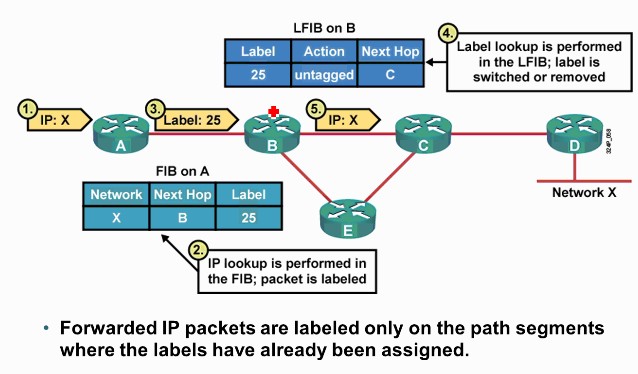 LFIB on B
Label Action Next Hop
25 untagged C
4.
Label lookup is performed
in the LFIB; label is
switched or removed
1.
IP: X
A
3.
Label: 25
B
5.
IP: X
C
D
324P_058
Network X
FIB on A
Network Next Hop Label
X B 25
E
2.
IP lookup is performed in
the FIB; packet is labeled
• Forwarded IP packets are labeled only on the path segments
where the labels have already been assigned.